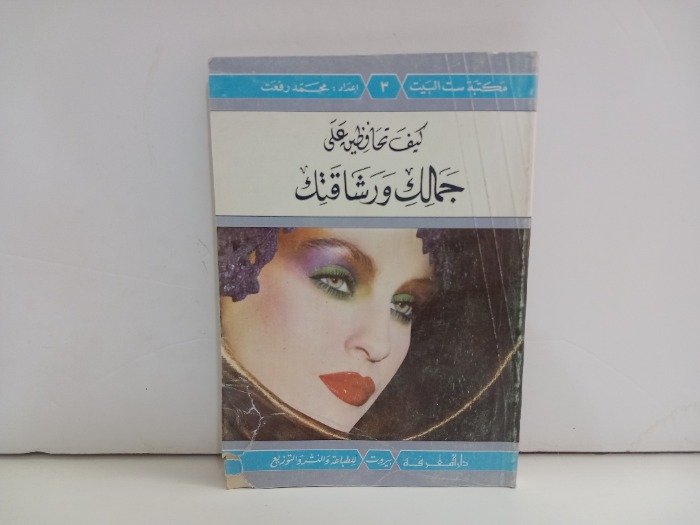 مكتبة ست البيت ٣ إعداد: محمد رفعت
كيف تحافظين على
جمالك ورشاقتك
دار المعرفة بيروت للطباعة والنشر والتوزيع